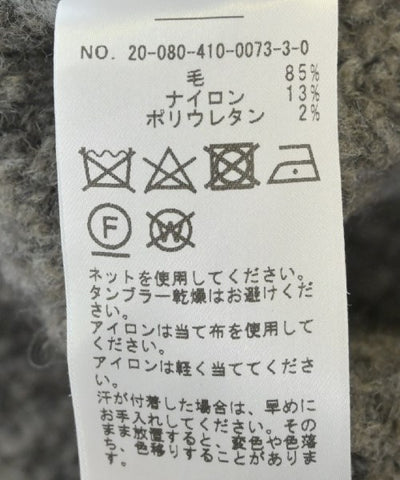 NO. 20-080-410-0073-3-0
毛 85%
ナイロン 13%
ポリウレタン 2%
F W
ネットを使用してください。
タンブラー乾燥はお避けくだ
さい。
アイロンは当て布を使用して
ください。
アイロンは軽く当ててくださ
い。
汗が付着した場合は、早めに
お手入れしてください。その
まま放置すると、変色や色落
ち、色移りすることがありま
す。